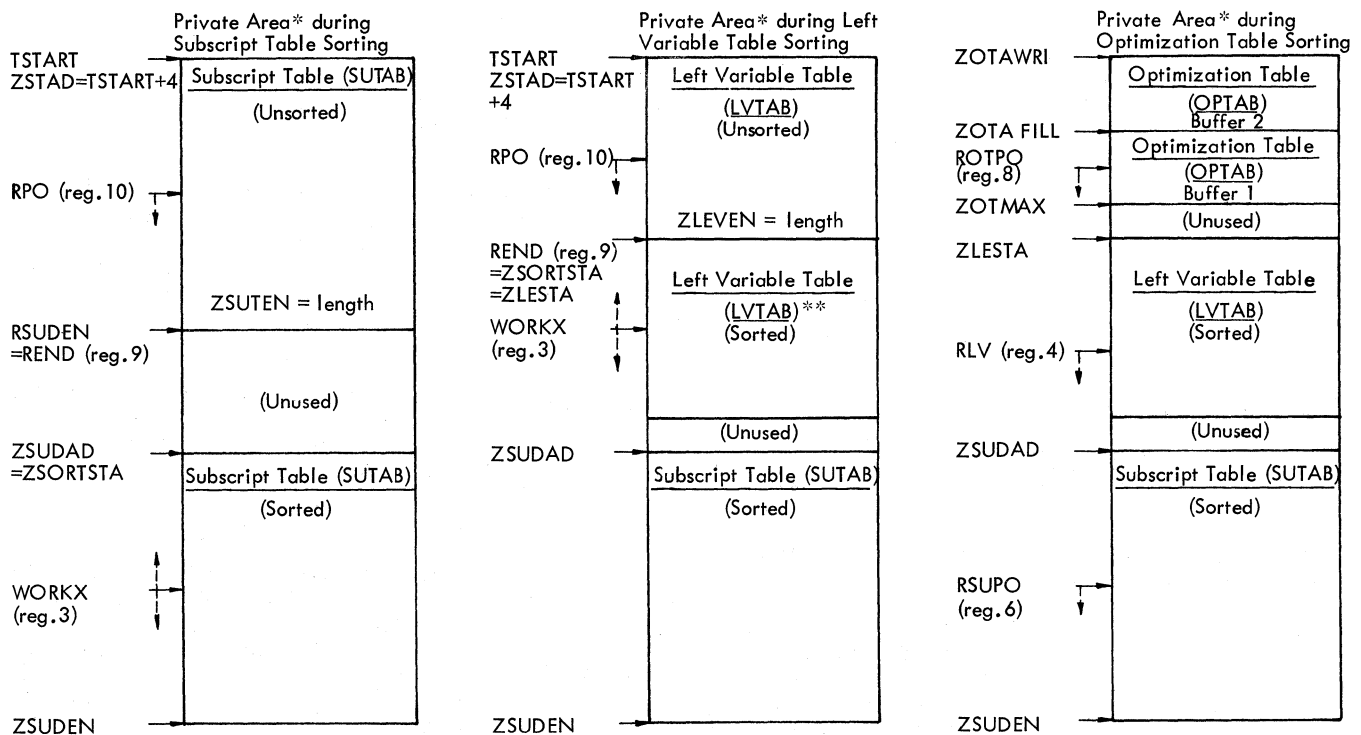 Private Area* during
Subscript Table Sorting
TSTART
ZSTAD=TSTART+4
Subscript Table (SUTAB)
(Unsorted)
RPO (reg.10)
ZSUTEN = length
RSUDEN
=REND (reg.9)
(Unused)
ZSUDAD
=ZSORTSTA
Subscript Table (SUTAB)
(Sorted)
WORKX
(reg.3)
ZSUDEN
Private Area* during Left
Variable Table Sorting
TSTART
ZSTAD=TSTART
+4
Left Variable Table
(LVTAB)
(Unsorted)
RPO (reg.10)
ZLEVEN = length
REND (reg.9)
=ZSORTSTA
=ZLESTA
Left Variable Table
(LVTAB)**
(Sorted)
WORKX
(reg.3)
(Unused)
ZSUDAD
Subscript Table (SUTAB)
(Sorted)
ZSUDEN
Private Area* during
Optimization Table Sorting
ZOTAWRI
Optimization Table
(OPTAB)
Buffer 2
ZOTA FILL
Optimization Table
(OPTAB)
Buffer 1
ROTPO
(reg.8)
ZOTMAX
(Unused)
ZLESTA
Left Variable Table
(LVTAB)
(Sorted)
RLV (reg.4)
(Unused)
ZSUDAD
Subscript Table (SUTAB)
(Sorted)
RSUPO
(reg.6)
ZSUDEN